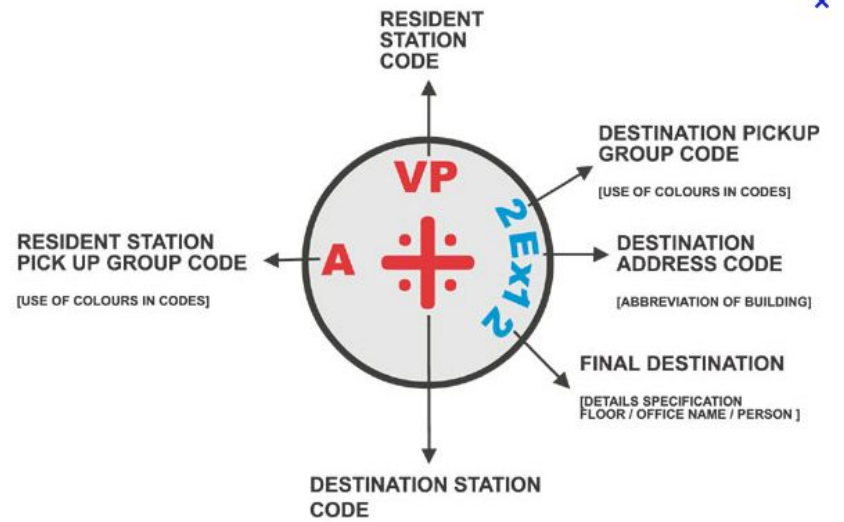 RESIDENT
STATION
CODE
DESTINATION PICKUP
GROUP CODE
[USE OF COLOURS IN CODES]
VP
2Ex12
A
RESIDENT STATION
PICK UP GROUP CODE
[USE OF COLOURS IN CODES]
DESTINATION
ADDRESS CODE
[ABBREVIATION OF BUILDING]
FINAL DESTINATION
[DETAILS SPECIFICATION
FLOOR / OFFICE NAME / PERSON ]
DESTINATION STATION
CODE